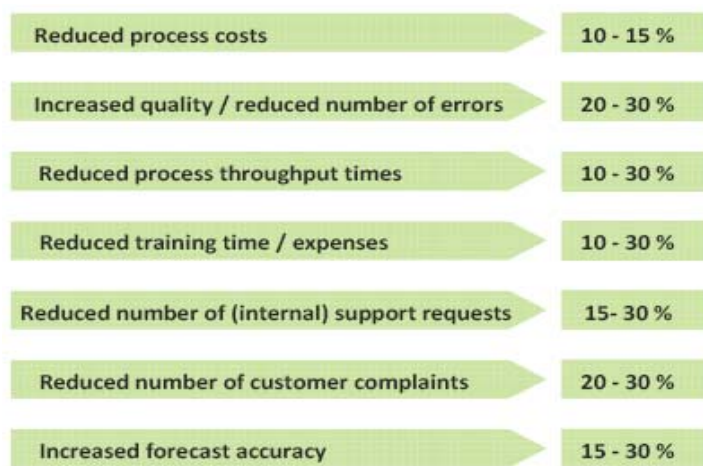 Reduced process costs 10 - 15 %
Increased quality / reduced number of errors 20 - 30 %
Reduced process throughput times 10 - 30 %
Reduced training time / expenses 10 - 30 %
Reduced number of (internal) support requests 15- 30 %
Reduced number of customer complaints 20 - 30 %
Increased forecast accuracy 15 - 30 %